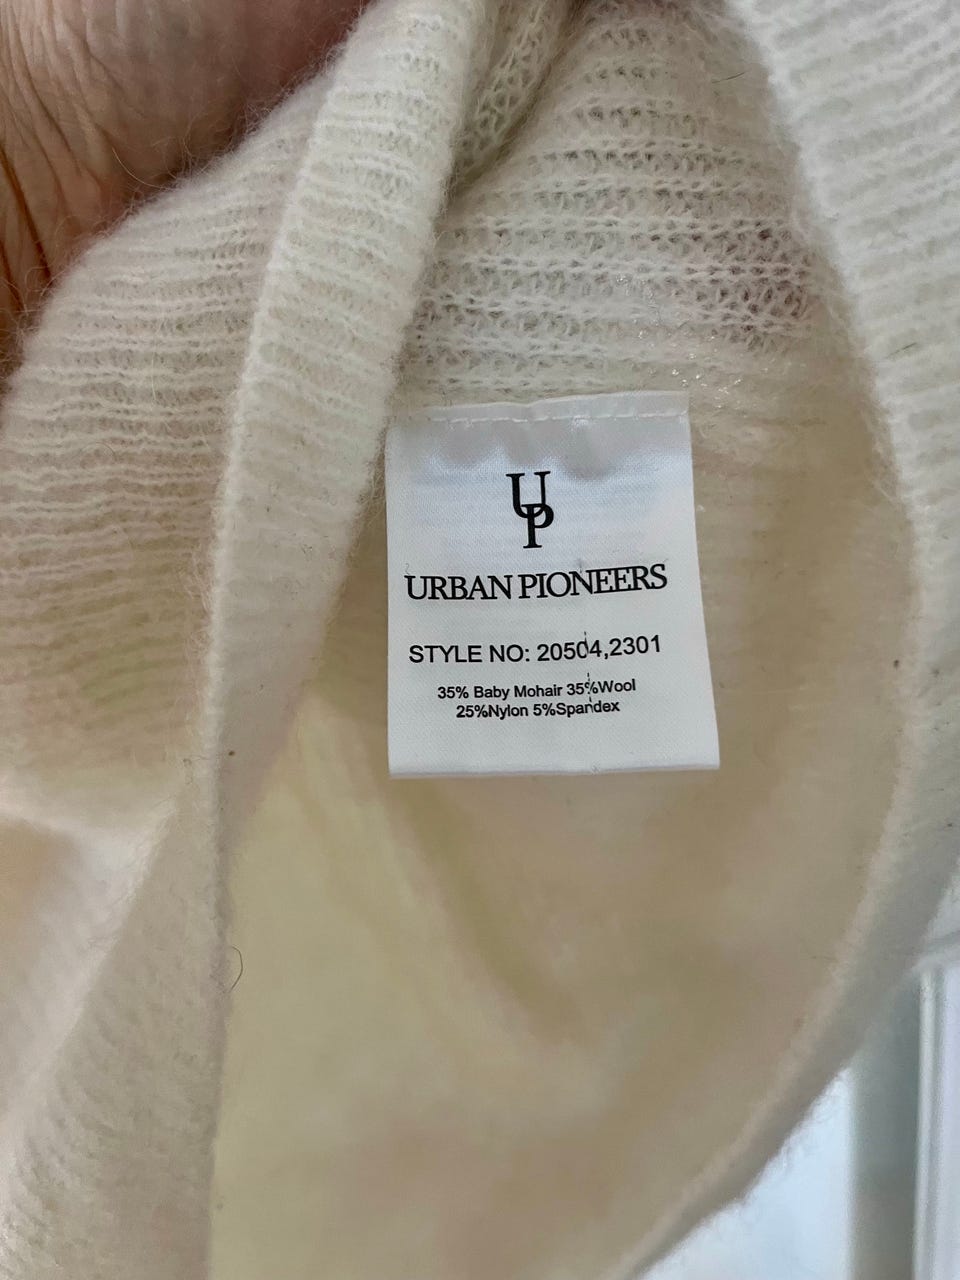 UP
URBAN PIONEERS
STYLE NO: 20504,2301
35% Baby Mohair 35%Wool
25%Nylon 5%Spandex